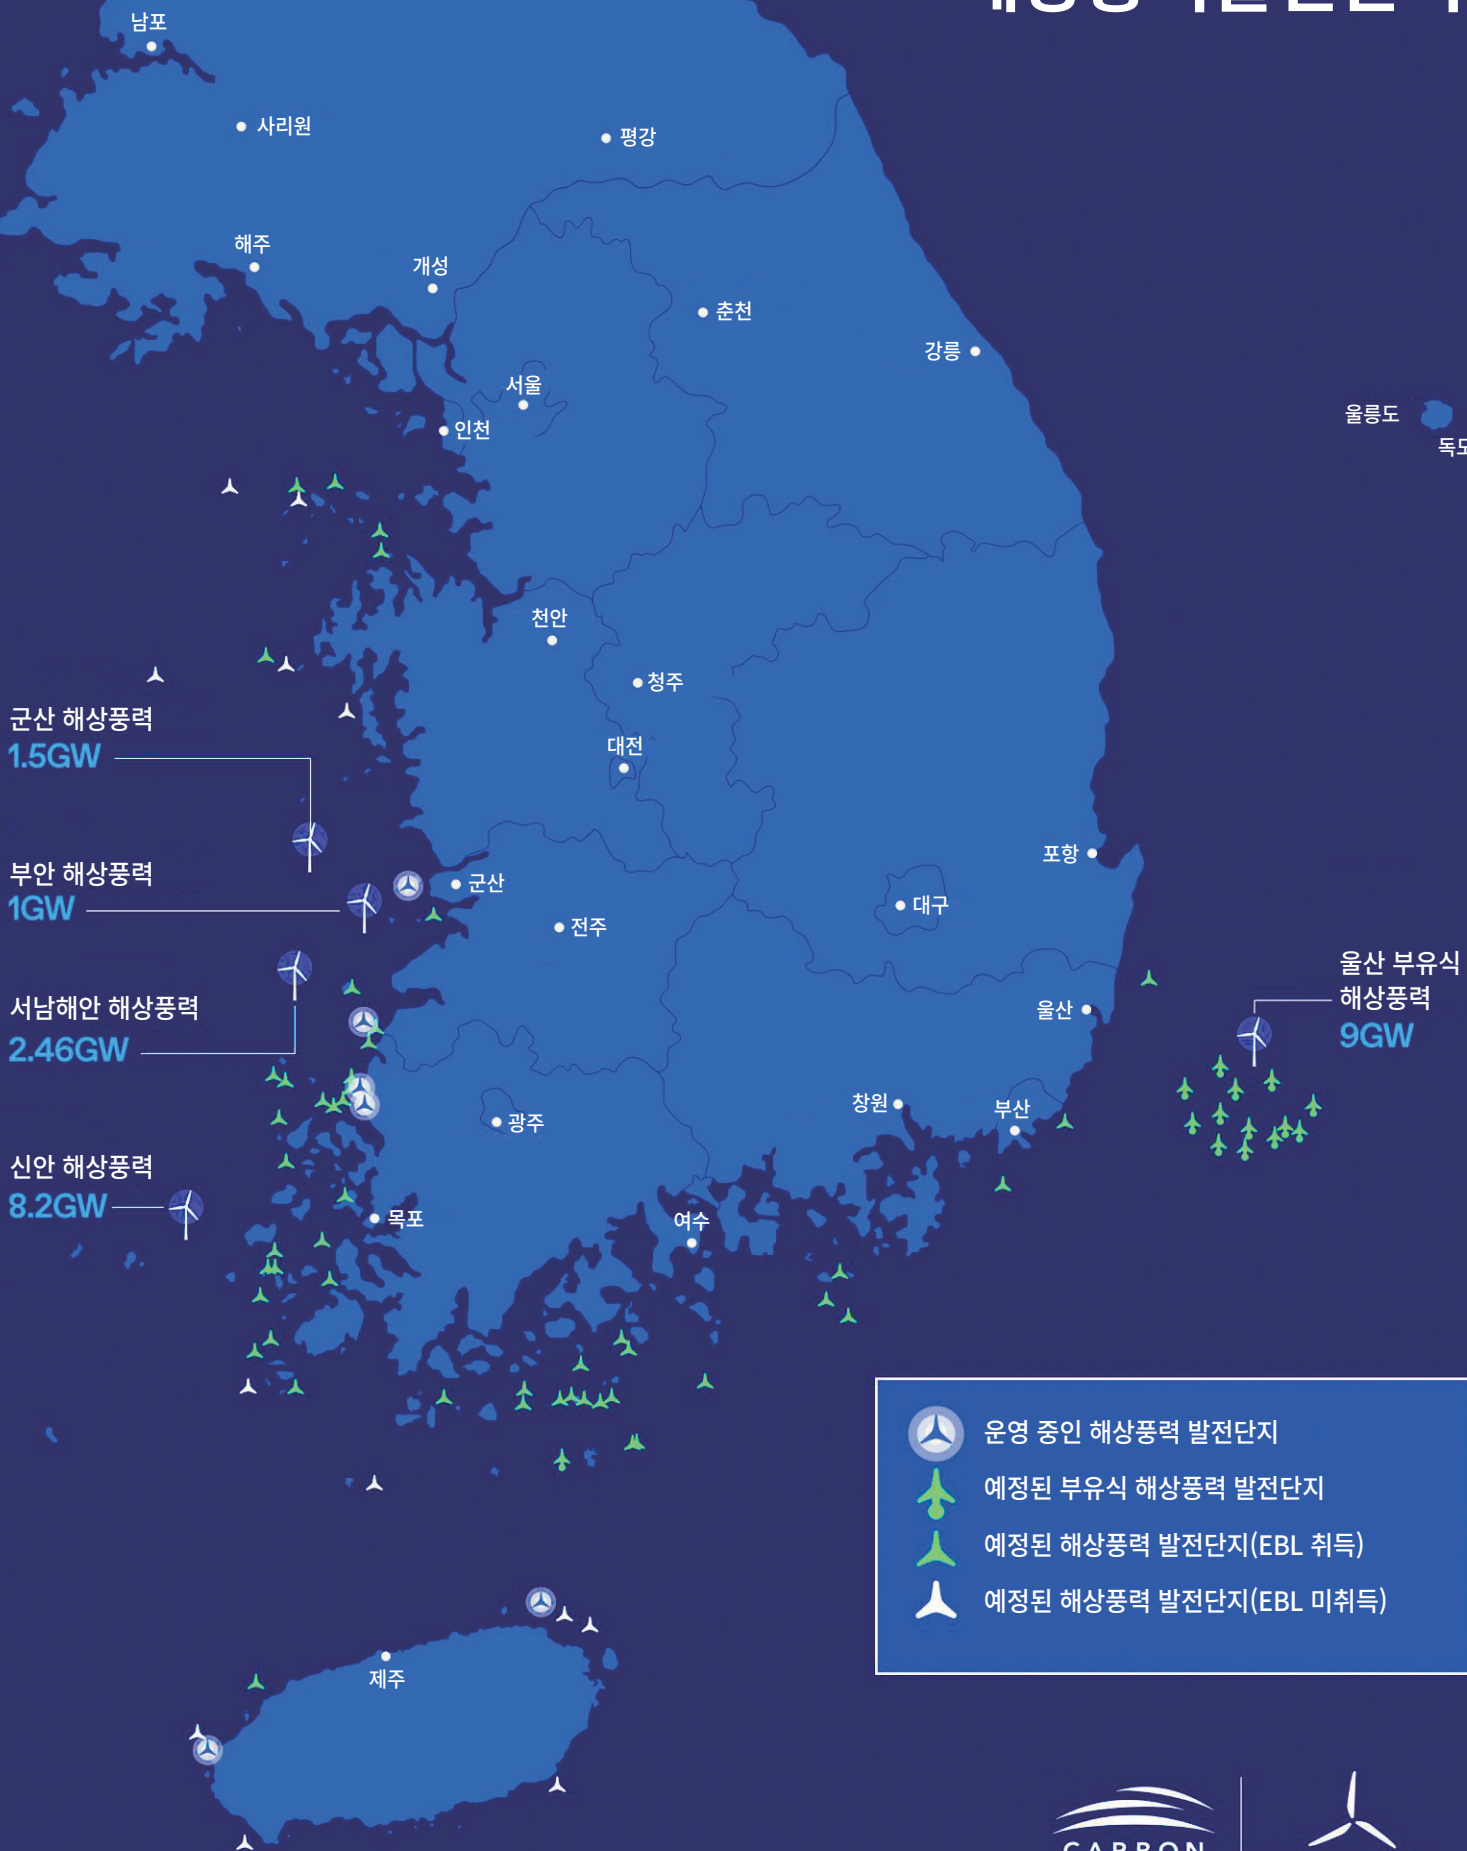 남포
사리원
평강
해주
개성
춘천
강릉
서울
인천
울릉도
천안
청주
대전
군산 해상풍력
1.5GW
부안 해상풍력
1GW
군산
전주
포항
대구
서남해안 해상풍력
2.46GW
울산
울산 부유식
해상풍력
9GW
창원
부산
광주
신안 해상풍력
8.2GW
목포
여수
운영 중인 해상풍력 발전단지
예정된 부유식 해상풍력 발전단지
예정된 해상풍력 발전단지(EBL 취득)
예정된 해상풍력 발전단지(EBL 미취득)
제주
CARBON